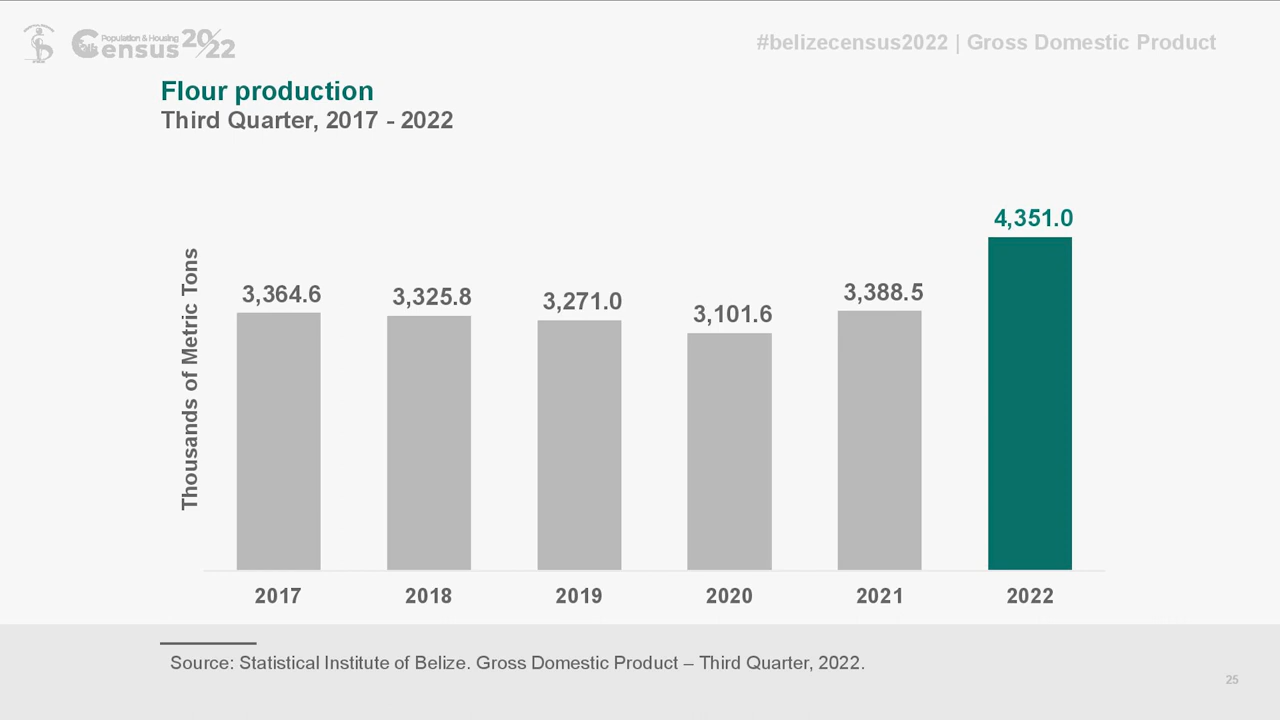 Population & Housing
Census 2022
#belizecensus2022 | Gross Domestic Product
Flour production
Third Quarter, 2017 - 2022
Thousands of Metric Tons
3,364.6
3,325.8
3,271.0
3,101.6
3,388.5
4,351.0
2017
2018
2019
2020
2021
2022
Source: Statistical Institute of Belize. Gross Domestic Product – Third Quarter, 2022.
25